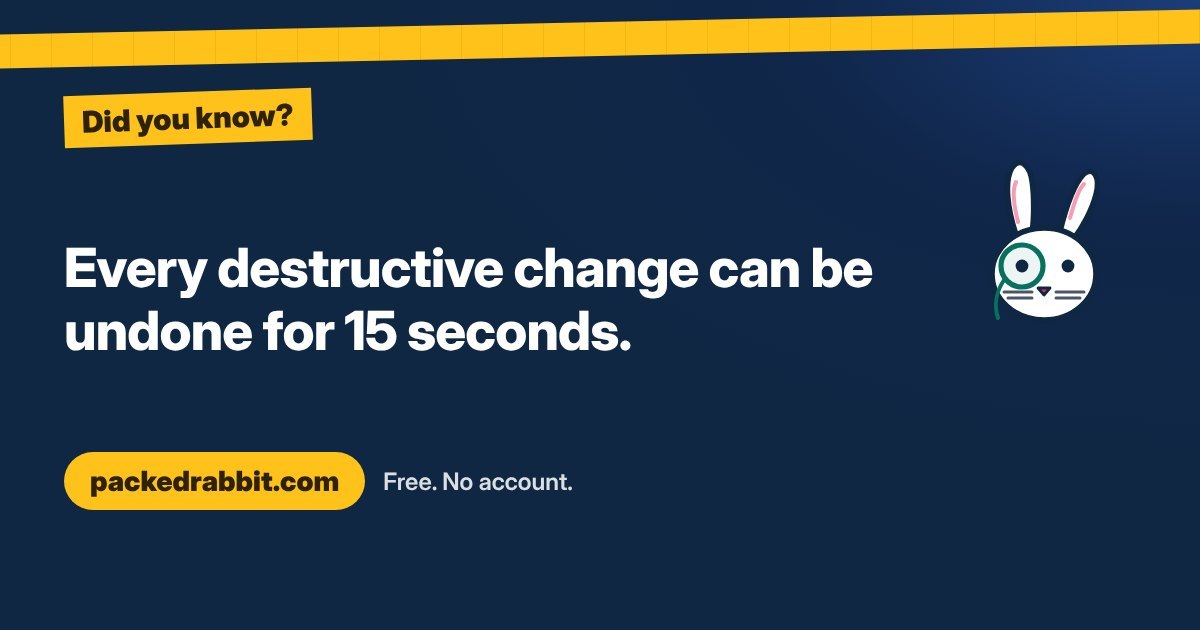 Did you know?
Every destructive change can be
undone for 15 seconds.
packedrabbit.com
Free. No account.